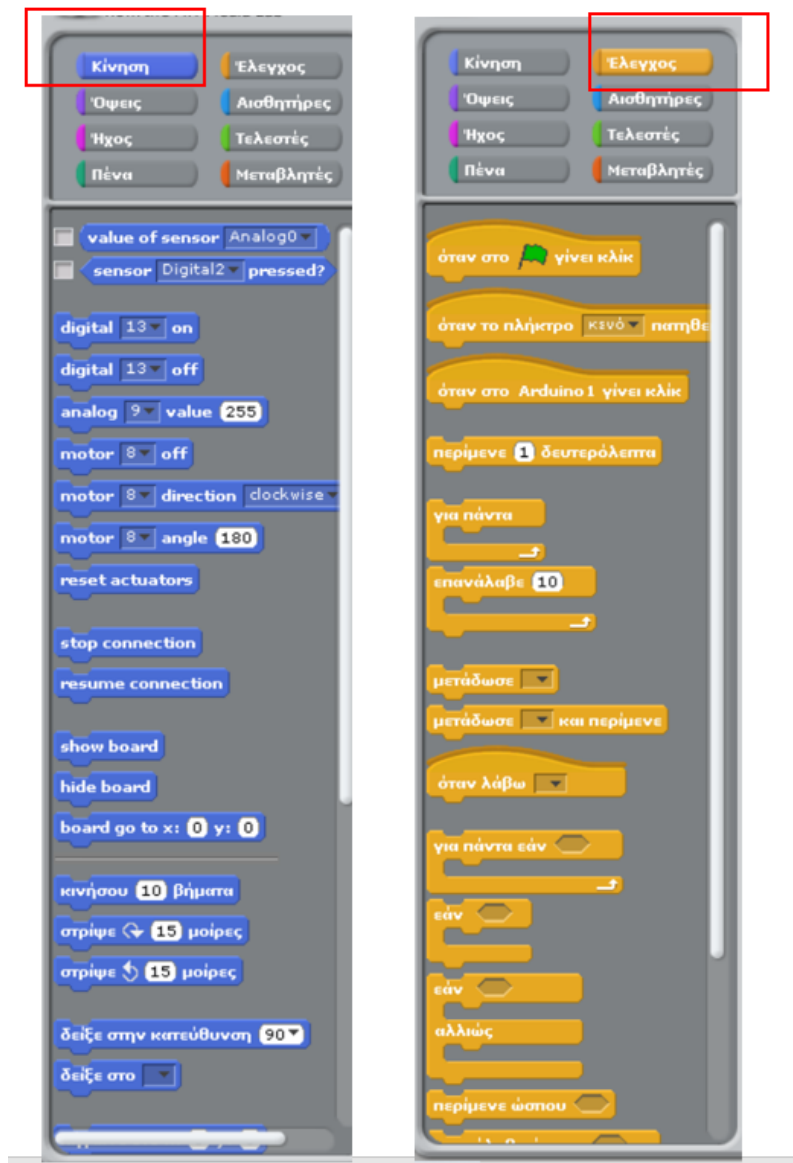 Κίνηση Έλεγχος
Όψεις Αισθητήρες
Ήχος Τελεστές
Πένα Μεταβλητές
value of sensor Analog0
sensor Digital2 pressed?
digital 13 on
digital 13 off
analog 9 value 255
motor 8 off
motor 8 direction clockwise
motor 8 angle 180
reset actuators
stop connection
resume connection
show board
hide board
board go to x: 0 y: 0
κινήσου 10 βήματα
στρίψε 15 μοίρες
στρίψε 15 μοίρες
δείξε στην κατεύθυνση 90
δείξε στο
Κίνηση Έλεγχος
Όψεις Αισθητήρες
Ήχος Τελεστές
Πένα Μεταβλητές
όταν στο γίνει κλίκ
όταν το πλήκτρο κενό πατηθε
όταν στο Arduino1 γίνει κλίκ
περίμενε 1 δευτερόλεπτα
για πάντα
επανάλαβε 10
μετάδωσε
μετάδωσε και περίμενε
όταν λάβω
για πάντα εάν
εάν
εάν
αλλιώς
περίμενε ώσπου